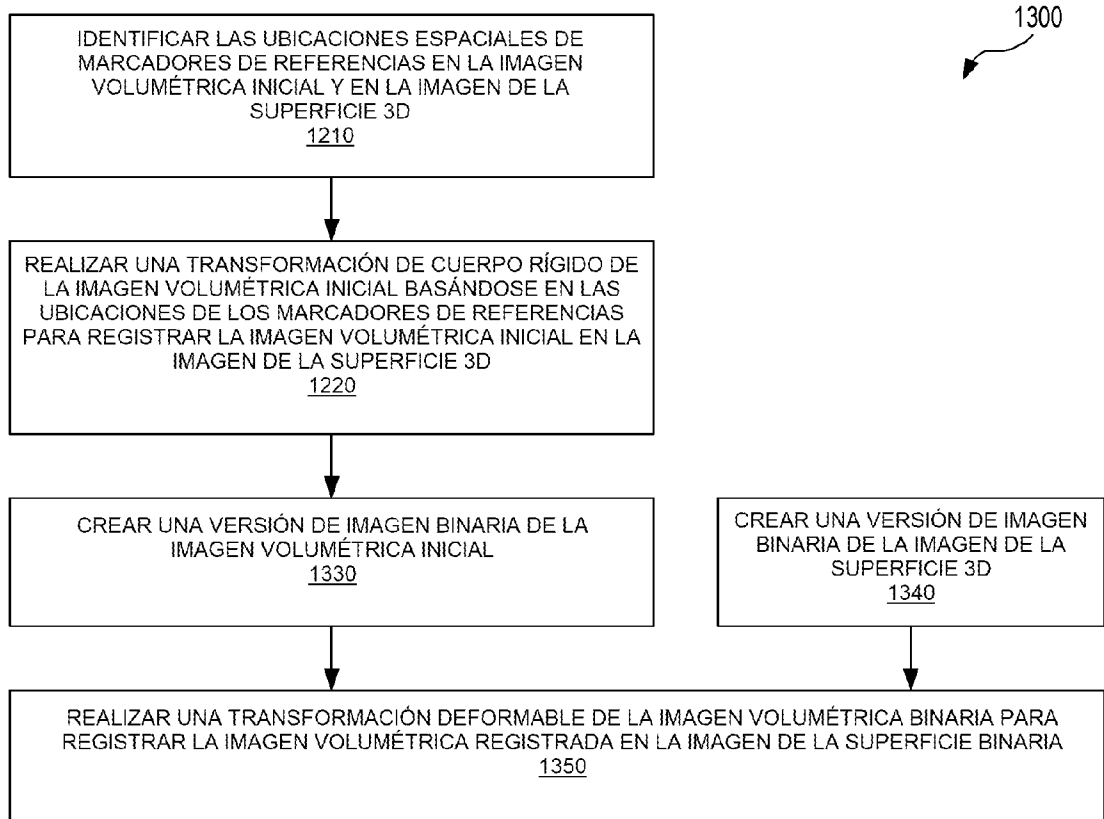 1300
IDENTIFICAR LAS UBICACIONES ESPACIALES DE
MARCADORES DE REFERENCIAS EN LA IMAGEN
VOLUMÉTRICA INICIAL Y EN LA IMAGEN DE LA
SUPERFICIE 3D
1210
REALIZAR UNA TRANSFORMACIÓN DE CUERPO RÍGIDO DE
LA IMAGEN VOLUMÉTRICA INICIAL BASÁNDOSE EN LAS
UBICACIONES DE LOS MARCADORES DE REFERENCIAS
PARA REGISTRAR LA IMAGEN VOLUMÉTRICA INICIAL EN LA
IMAGEN DE LA SUPERFICIE 3D
1220
CREAR UNA VERSIÓN DE IMAGEN BINARIA DE LA
IMAGEN VOLUMÉTRICA INICIAL
1330
CREAR UNA VERSIÓN DE IMAGEN
BINARIA DE LA IMAGEN DE LA
SUPERFICIE 3D
1340
REALIZAR UNA TRANSFORMACIÓN DEFORMABLE DE LA IMAGEN VOLUMÉTRICA BINARIA PARA
REGISTRAR LA IMAGEN VOLUMÉTRICA REGISTRADA EN LA IMAGEN DE LA SUPERFICIE BINARIA
1350